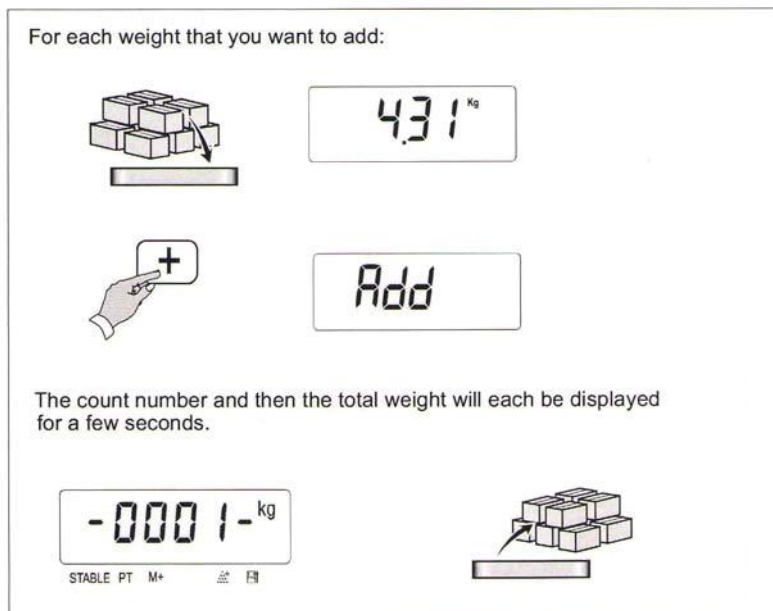 For each weight that you want to add:
4.31 Kg
+
Add
The count number and then the total weight will each be displayed
for a few seconds.
-0001- kg
STABLE PT M+